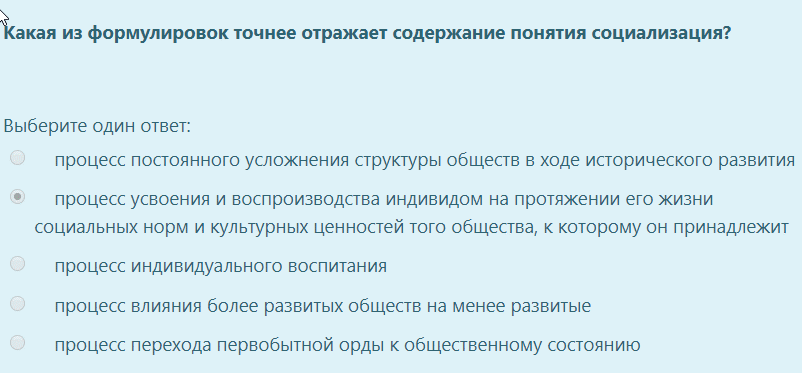 Какая из формулировок точнее отражает содержание понятия социализация?
Выберите один ответ:
процесс постоянного усложнения структуры обществ в ходе исторического развития
процесс усвоения и воспроизводства индивидом на протяжении его жизни
социальных норм и культурных ценностей того общества, к которому он принадлежит
процесс индивидуального воспитания
процесс влияния более развитых обществ на менее развитые
процесс перехода первобытной орды к общественному состоянию